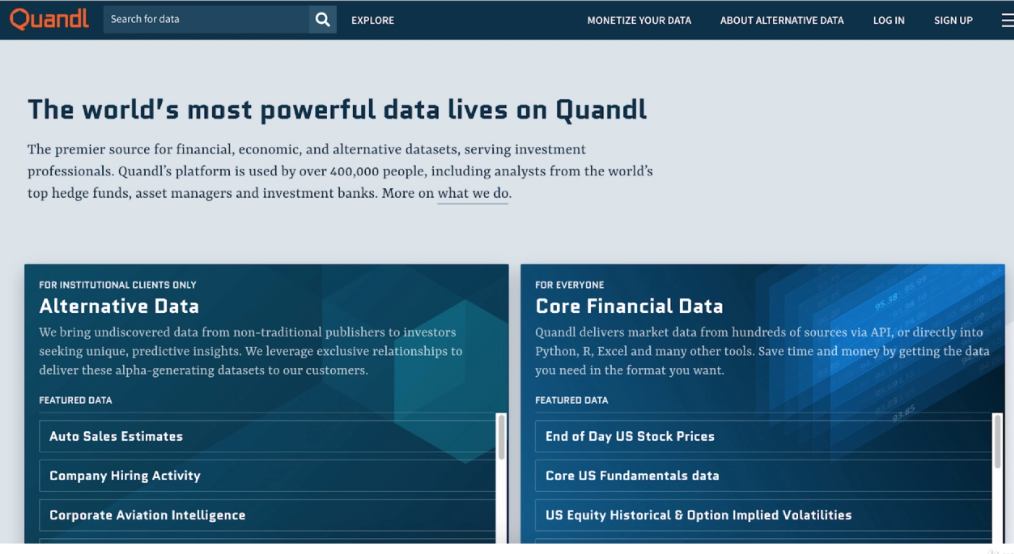 Quandl
Search for data
EXPLORE
MONETIZE YOUR DATA
ABOUT ALTERNATIVE DATA
LOG IN
SIGN UP
The world's most powerful data lives on Quandl
The premier source for financial, economic, and alternative datasets, serving investment
professionals. Quandl's platform is used by over 400,000 people, including analysts from the world's
top hedge funds, asset managers and investment banks. More on what we do.
FOR INSTITUTIONAL CLIENTS ONLY
Alternative Data
We bring undiscovered data from non-traditional publishers to investors
seeking unique, predictive insights. We leverage exclusive relationships to
deliver these alpha-generating datasets to our customers.
FEATURED DATA
Auto Sales Estimates
Company Hiring Activity
Corporate Aviation Intelligence
FOR EVERYONE
Core Financial Data
Quandl delivers market data from hundreds of sources via API, or directly into
Python, R, Excel and many other tools. Save time and money by getting the data
you need in the format you want.
FEATURED DATA
End of Day US Stock Prices
Core US Fundamentals data
US Equity Historical & Option Implied Volatilities